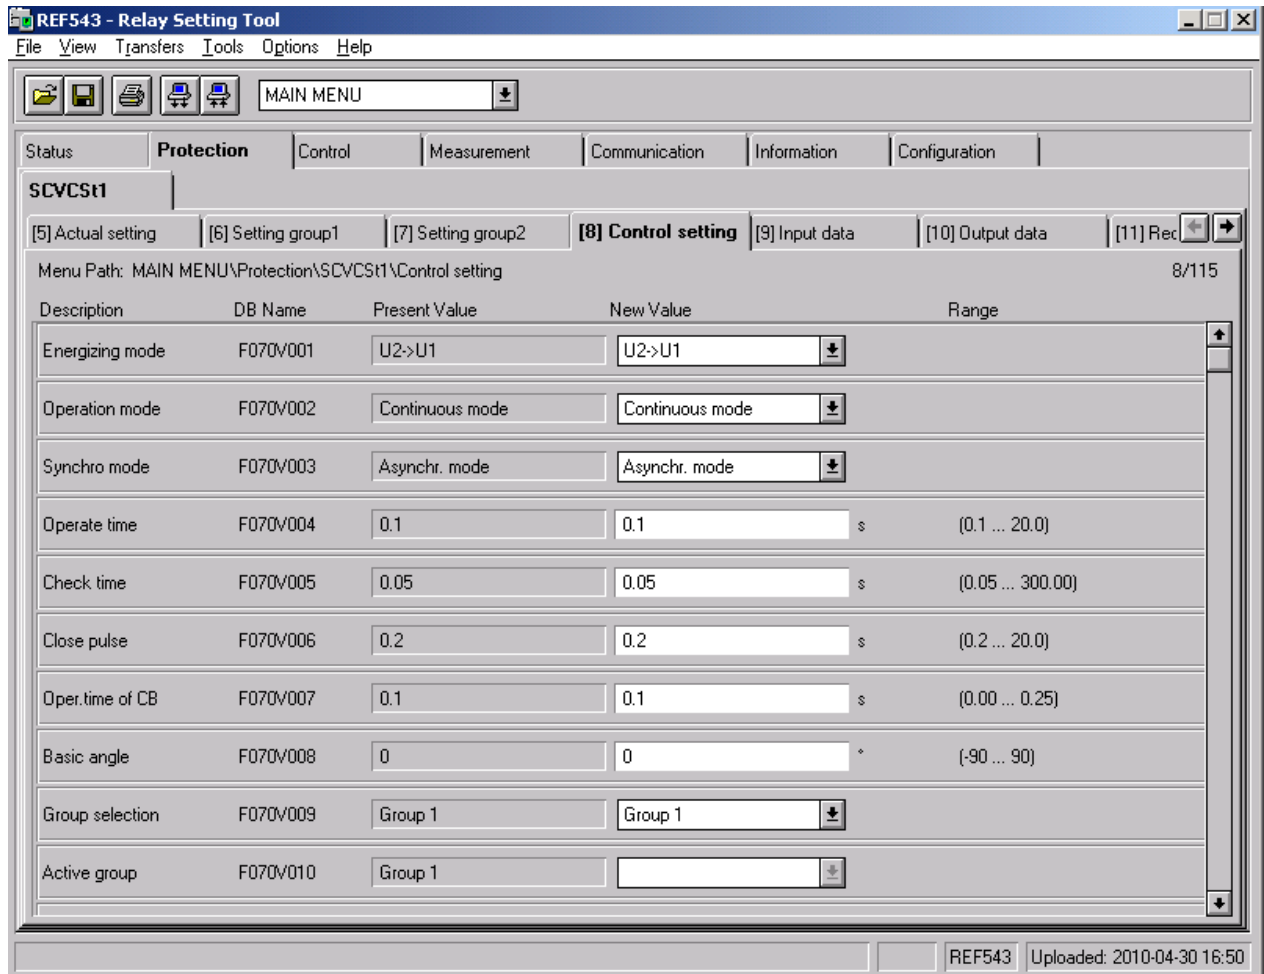 REF543 - Relay Setting Tool
File View Transfers Tools Options Help
MAIN MENU
Status Protection Control Measurement Communication Information Configuration
SCVCSt1
[5] Actual setting [6] Setting group1 [7] Setting group2 [8] Control setting [9] Input data [10] Output data [11] Rec
Menu Path: MAIN MENU\Protection\SCVCSt1\Control setting 8/115
Description DB Name Present Value New Value Range
Energizing mode F070V001 U2->U1 U2->U1
Operation mode F070V002 Continuous mode Continuous mode
Synchro mode F070V003 Asynchr. mode Asynchr. mode
Operate time F070V004 0.1 0.1 s (0.1 ... 20.0)
Check time F070V005 0.05 0.05 s (0.05 ... 300.00)
Close pulse F070V006 0.2 0.2 s (0.2 ... 20.0)
Oper.time of CB F070V007 0.1 0.1 s (0.00 ... 0.25)
Basic angle F070V008 0 0 ° (-90 ... 90)
Group selection F070V009 Group 1 Group 1
Active group F070V010 Group 1
REF543 Uploaded: 2010-04-30 16:50